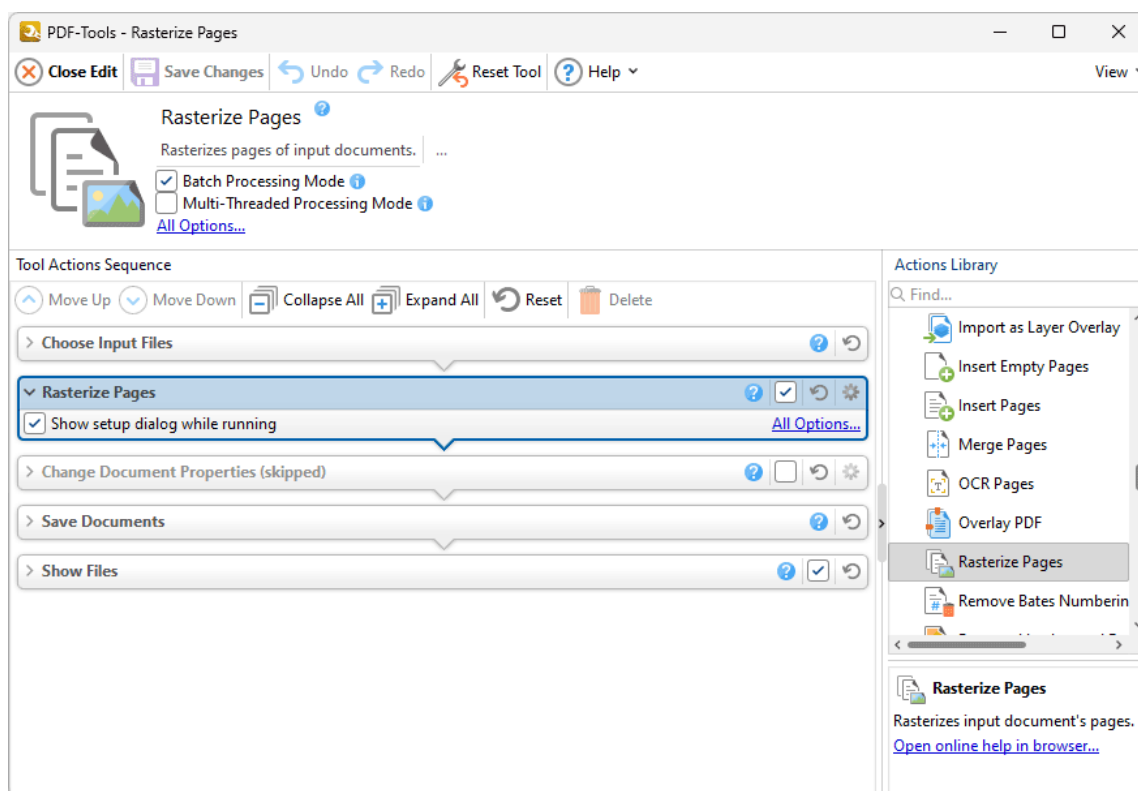 PDF-Tools - Rasterize Pages
Close Edit Save Changes Undo Redo Reset Tool Help View
Rasterize Pages
Rasterizes pages of input documents. ...
Batch Processing Mode
Multi-Threaded Processing Mode
All Options...
Tool Actions Sequence
Move Up Move Down Collapse All Expand All Reset Delete
Choose Input Files
Rasterize Pages
Show setup dialog while running All Options...
Change Document Properties (skipped)
Save Documents
Show Files
Actions Library
Find...
Import as Layer Overlay
Insert Empty Pages
Insert Pages
Merge Pages
OCR Pages
Overlay PDF
Rasterize Pages
Remove Bates Numberin
Rasterize Pages
Rasterizes input document's pages.
Open online help in browser...